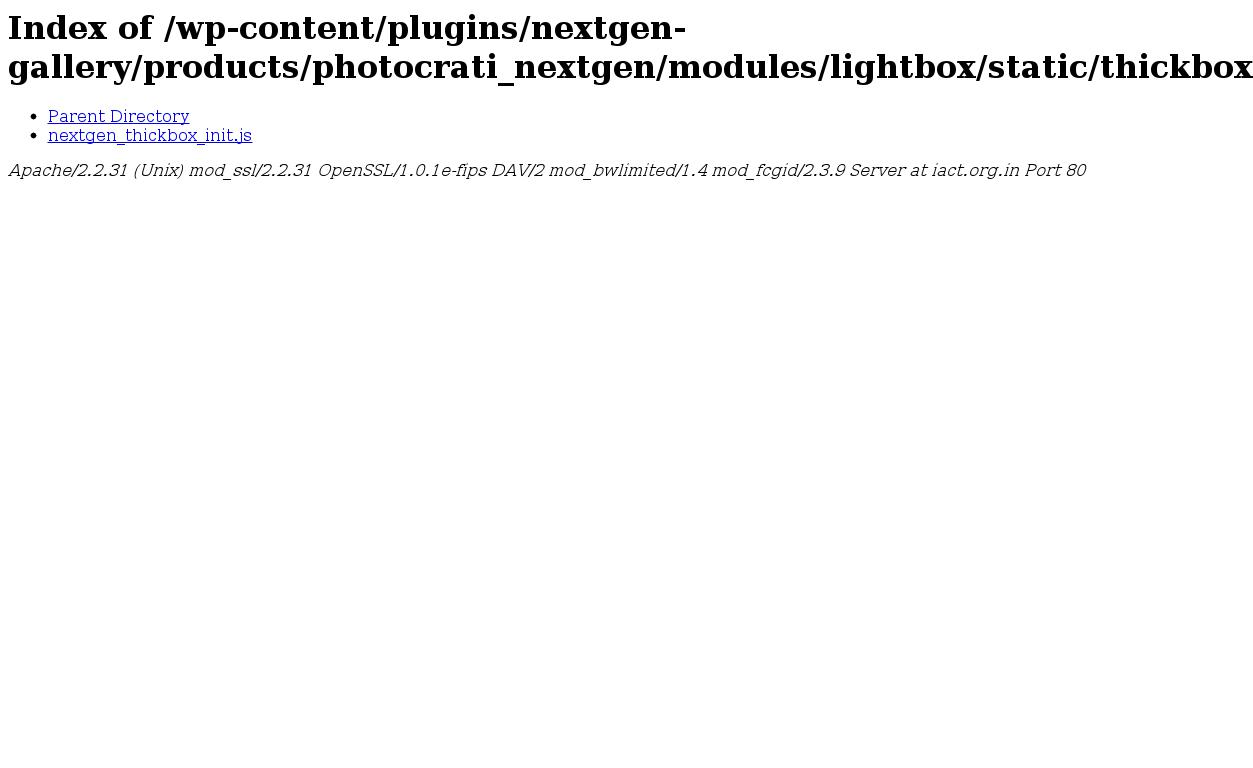 Index of /wp-content/plugins/nextgen-
gallery/products/photocrati_nextgen/modules/lightbox/static/thickbox
Parent Directory
nextgen_thickbox_init.js
Apache/2.2.31 (Unix) mod_ssl/2.2.31 OpenSSL/1.0.1e-fips DAV/2 mod_bwlimited/1.4 mod_fcgid/2.3.9 Server at iact.org.in Port 80